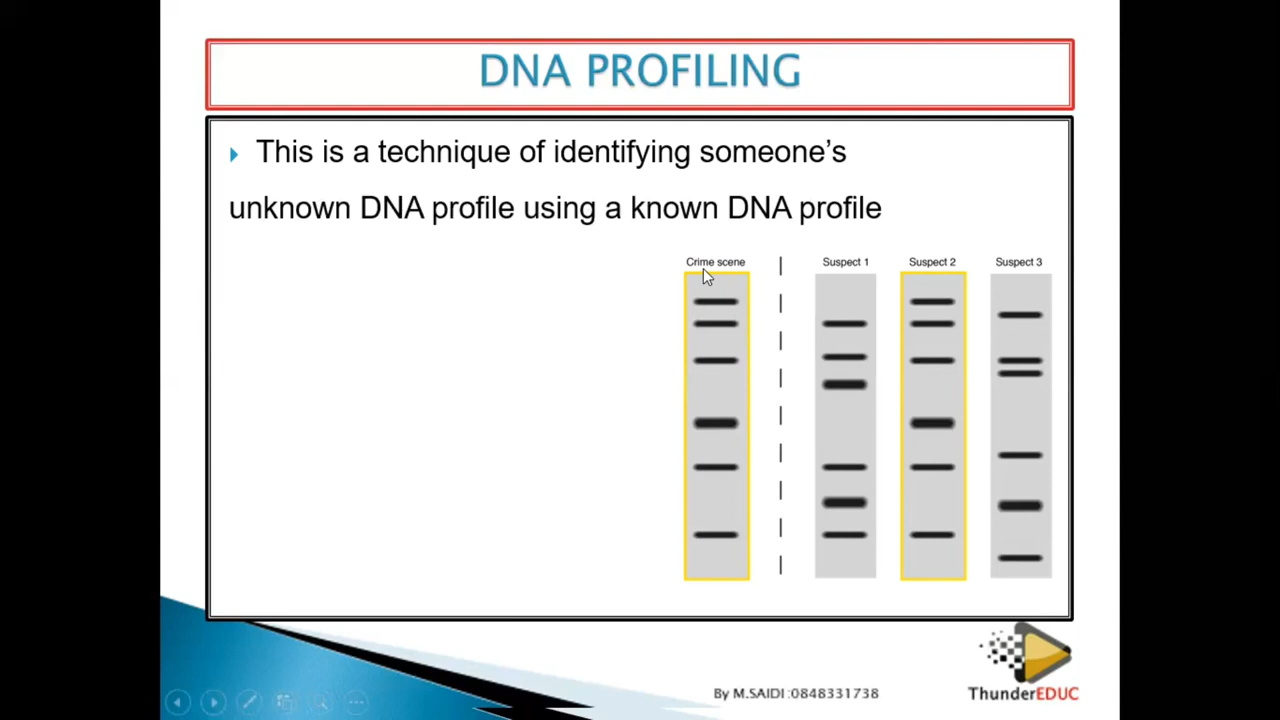 DNA PROFILING
This is a technique of identifying someone’s
unknown DNA profile using a known DNA profile
Crime scene
Suspect 1
Suspect 2
Suspect 3
By M.SAIDI :0848331738
ThunderEDUC